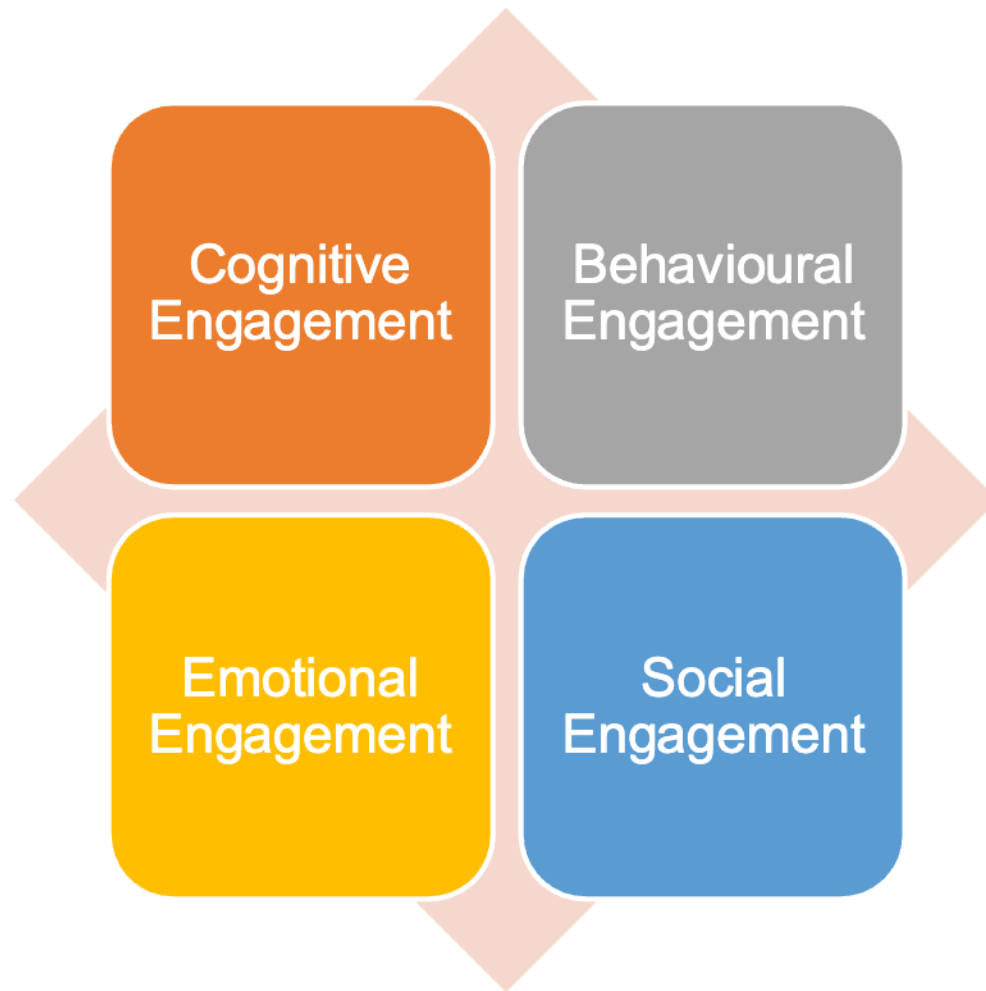 Cognitive
Engagement
Behavioural
Engagement
Emotional
Engagement
Social
Engagement